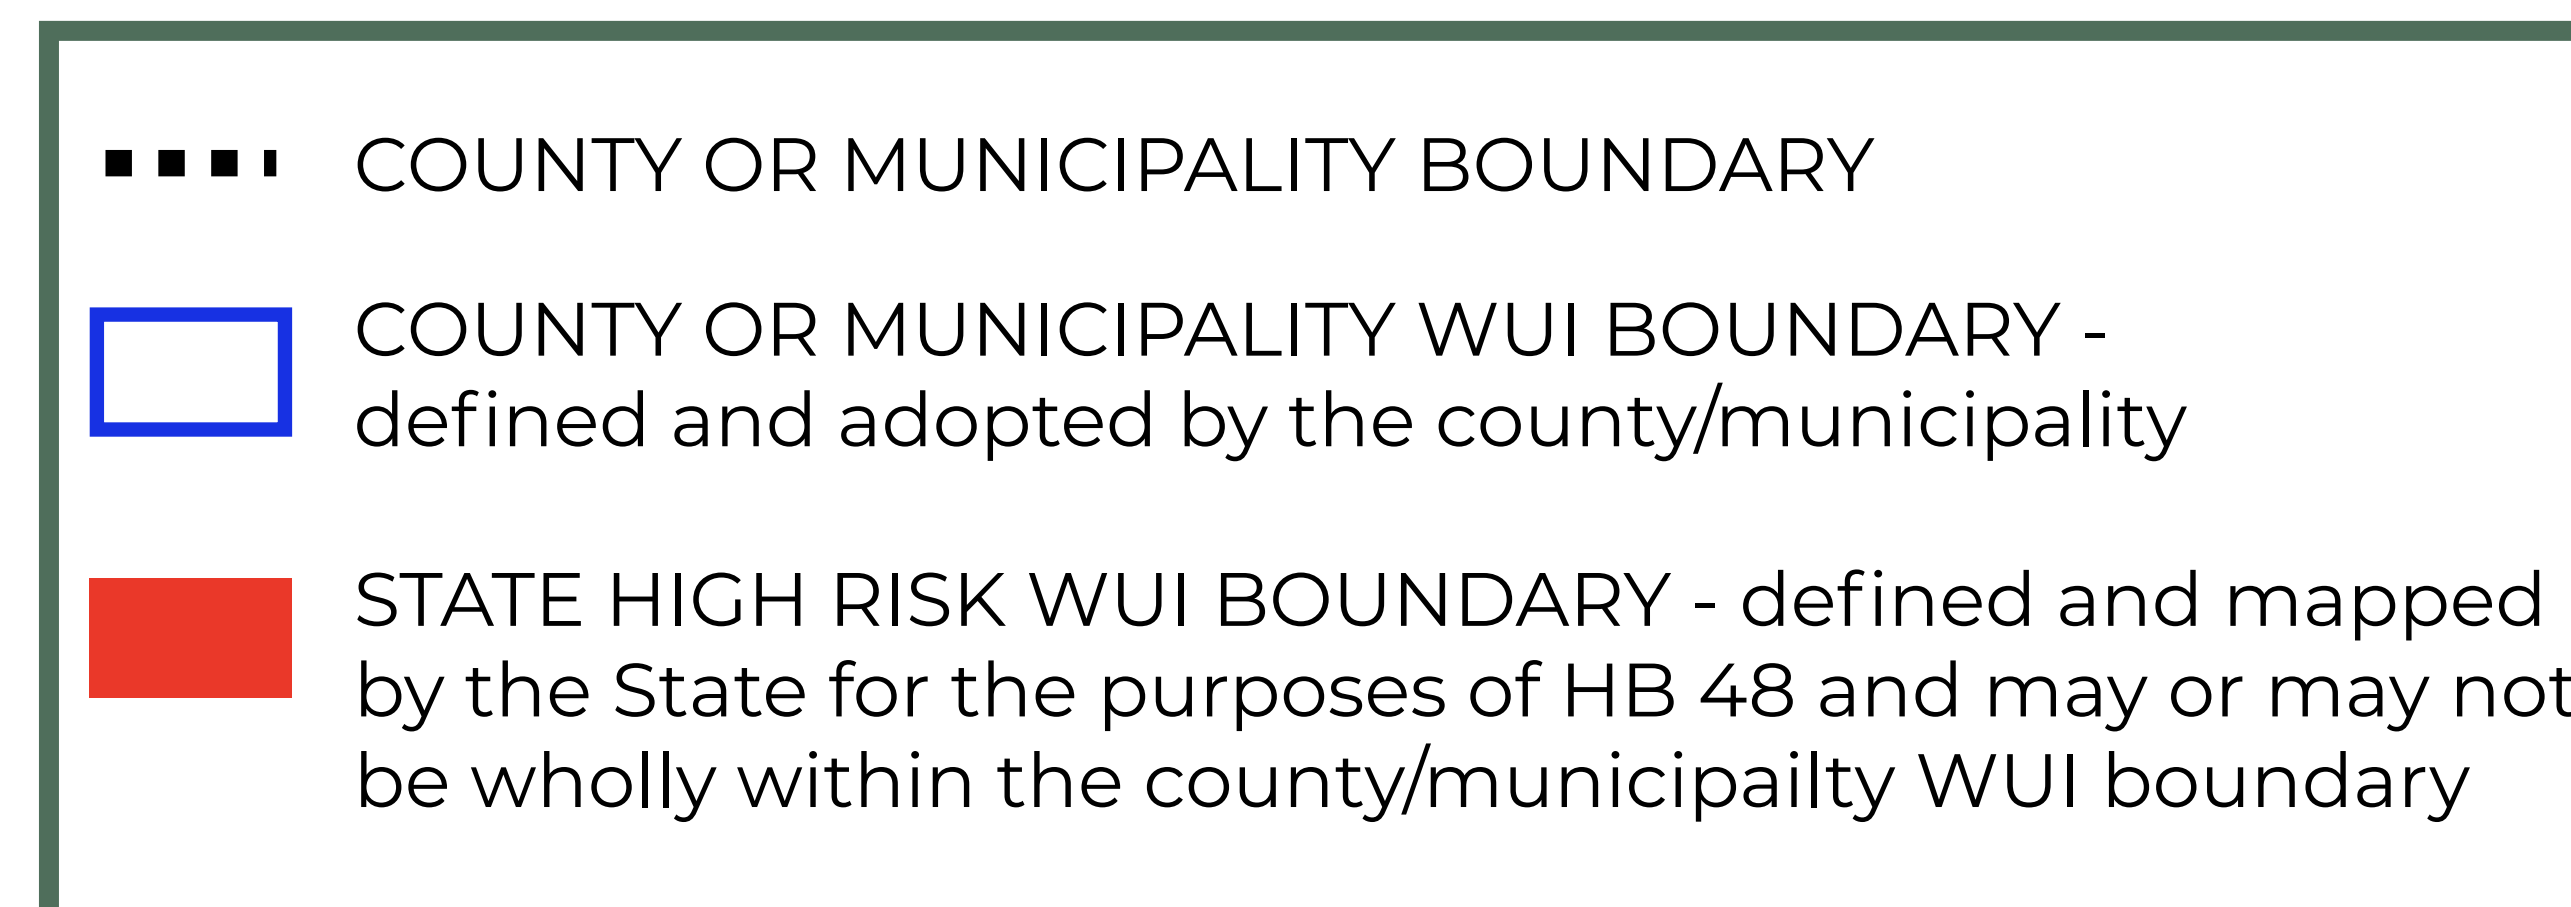 COUNTY OR MUNICIPALITY BOUNDARY
COUNTY OR MUNICIPALITY WUI BOUNDARY -
defined and adopted by the county/municipality
STATE HIGH RISK WUI BOUNDARY - defined and mapped
by the State for the purposes of HB 48 and may or may not
be wholly within the county/municipailty WUI boundary